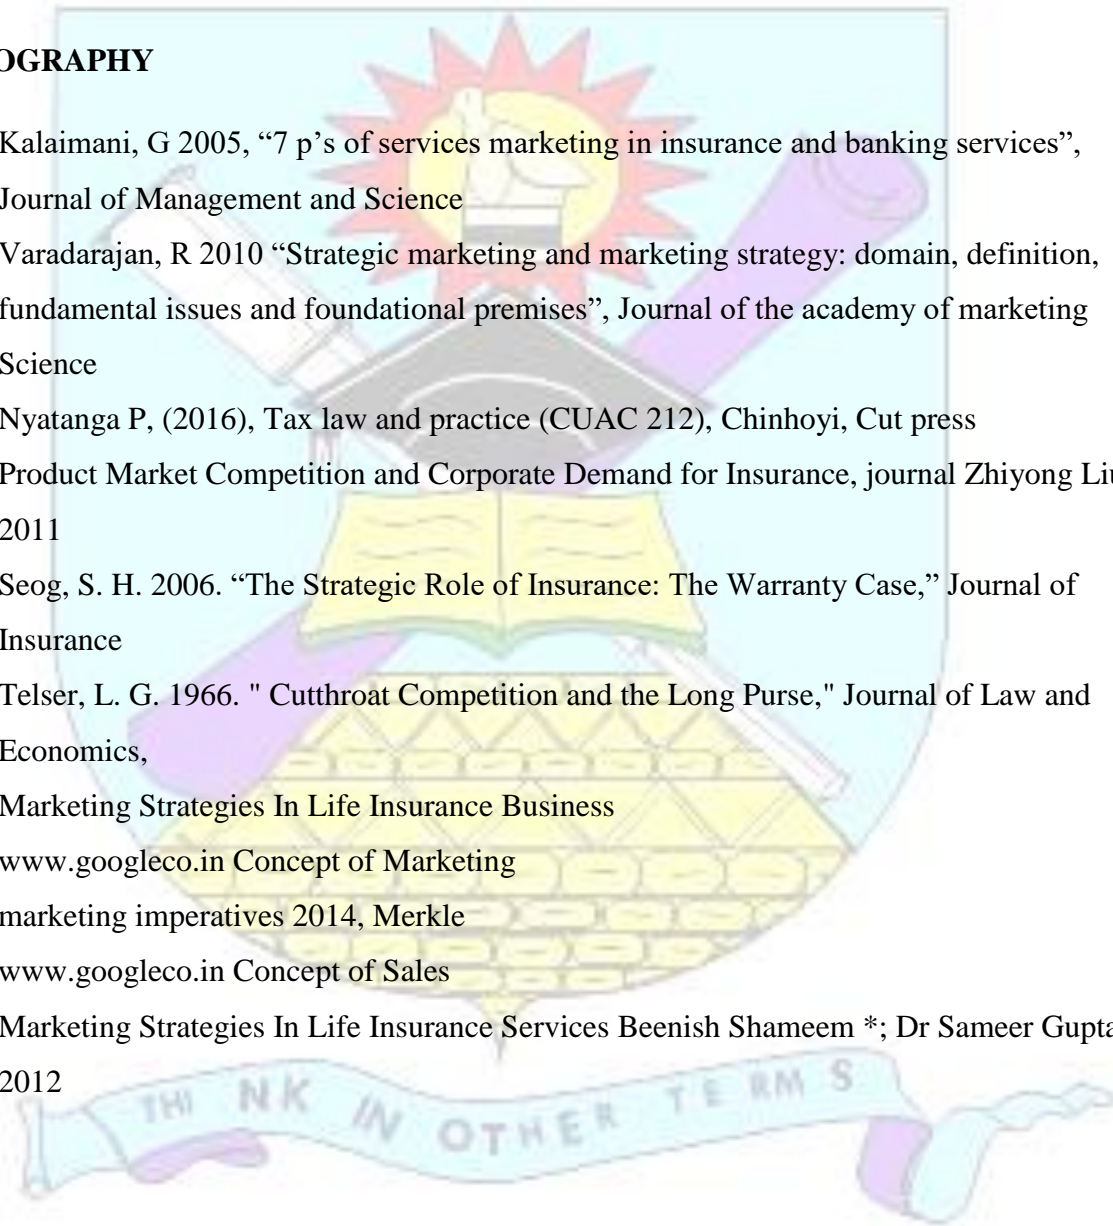 OGRAPHY
Kalaimani, G 2005, “7 p’s of services marketing in insurance and banking services”,
Journal of Management and Science
Varadarajan, R 2010 “Strategic marketing and marketing strategy: domain, definition,
fundamental issues and foundational premises”, Journal of the academy of marketing
Science
Nyatanga P, (2016), Tax law and practice (CUAC 212), Chinhoyi, Cut press
Product Market Competition and Corporate Demand for Insurance, journal Zhiyong Liu
2011
Seog, S. H. 2006. “The Strategic Role of Insurance: The Warranty Case,” Journal of
Insurance
Telser, L. G. 1966. " Cutthroat Competition and the Long Purse," Journal of Law and
Economics,
Marketing Strategies In Life Insurance Business
www.googleco.in Concept of Marketing
marketing imperatives 2014, Merkle
www.googleco.in Concept of Sales
Marketing Strategies In Life Insurance Services Beenish Shameem *; Dr Sameer Gupta
2012
THINK IN OTHER TERMS